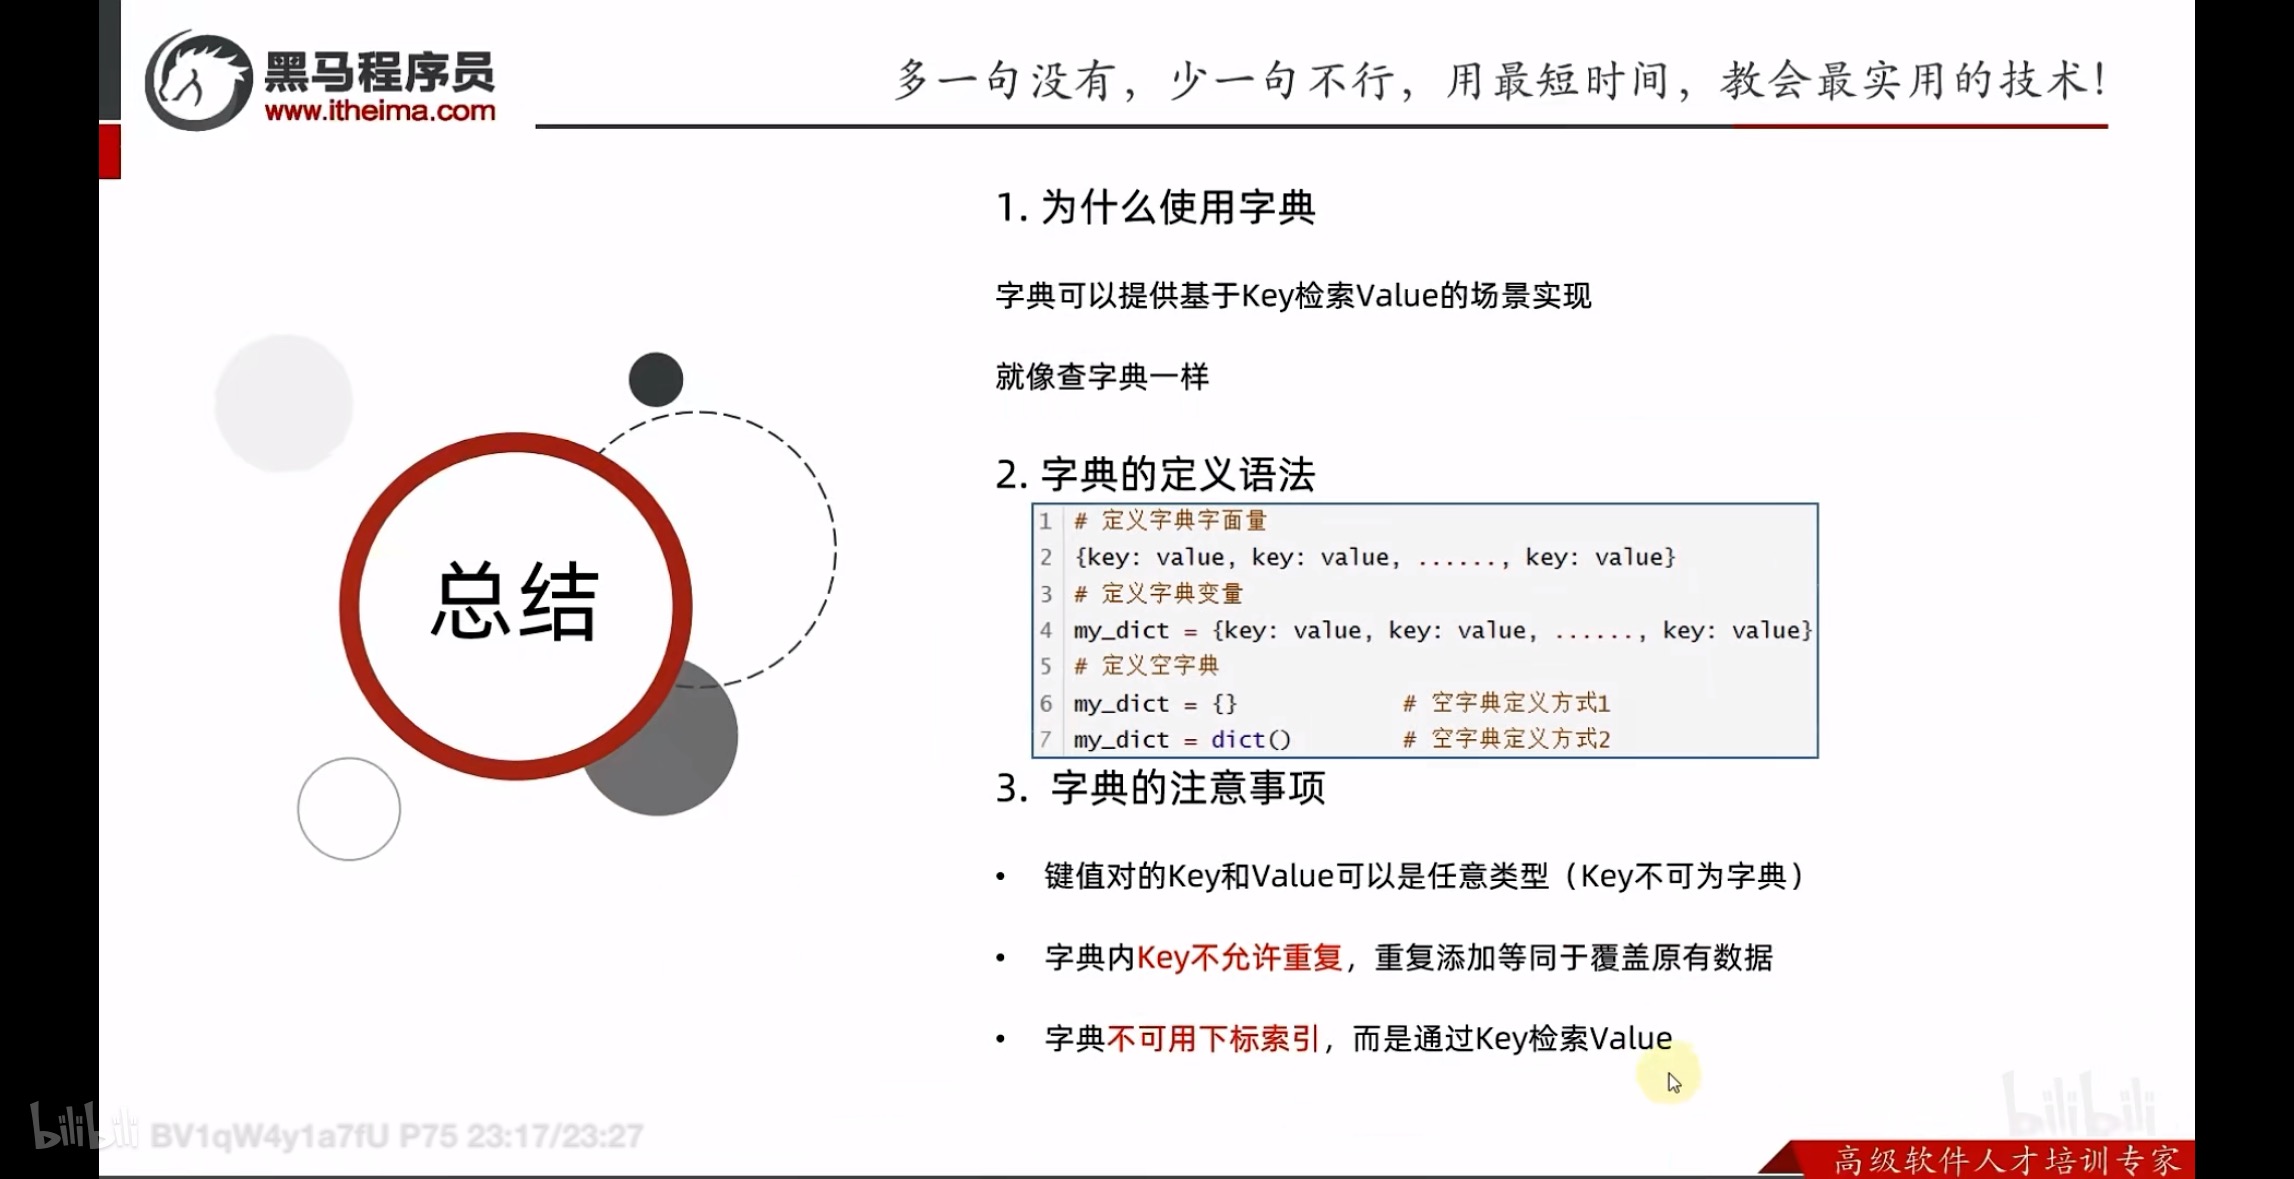 黑马程序员
www.itheima.com
多一句没有，少一句不行，用最短时间，教会最实用的技术！
总结
1. 为什么使用字典
字典可以提供基于Key检索Value的场景实现
就像查字典一样
2. 字典的定义语法
1 # 定义字典字面量
2 {key: value, key: value, ......, key: value}
3 # 定义字典变量
4 my_dict = {key: value, key: value, ......, key: value}
5 # 定义空字典
6 my_dict = {} # 空字典定义方式1
7 my_dict = dict() # 空字典定义方式2
3. 字典的注意事项
• 键值对的Key和Value可以是任意类型（Key不可为字典）
• 字典内Key不允许重复，重复添加等同于覆盖原有数据
• 字典不可用下标索引，而是通过Key检索Value
bilibili BV1qW4y1a7fU P75 23:17/23:27
bilibili
高级软件人才培训专家